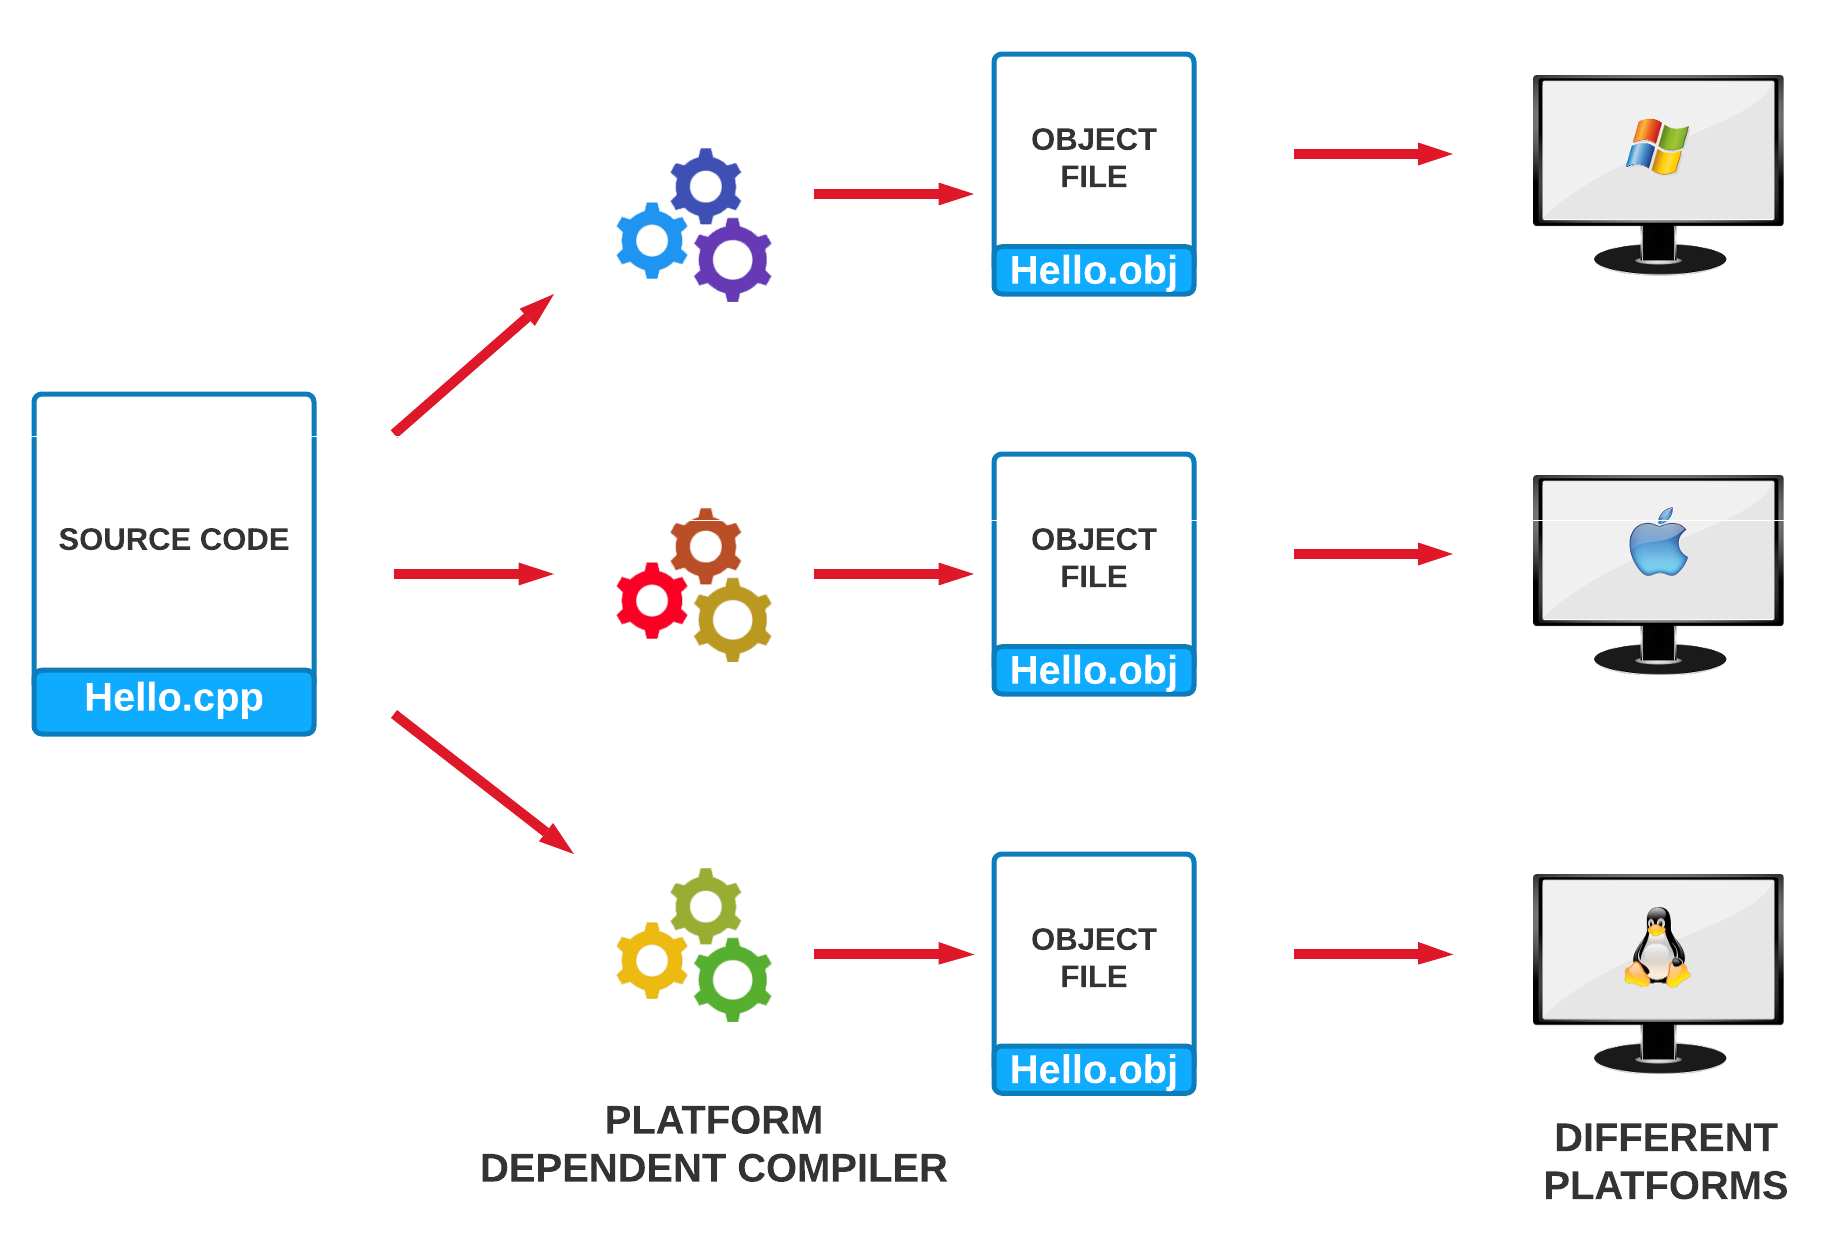 SOURCE CODE
Hello.cpp
OBJECT
FILE
Hello.obj
OBJECT
FILE
Hello.obj
OBJECT
FILE
Hello.obj
PLATFORM
DEPENDENT COMPILER
DIFFERENT
PLATFORMS